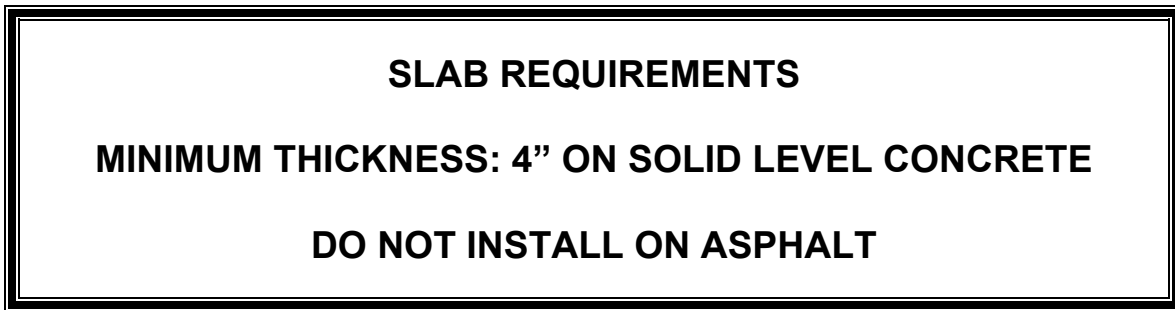 SLAB REQUIREMENTS
MINIMUM THICKNESS: 4” ON SOLID LEVEL CONCRETE
DO NOT INSTALL ON ASPHALT